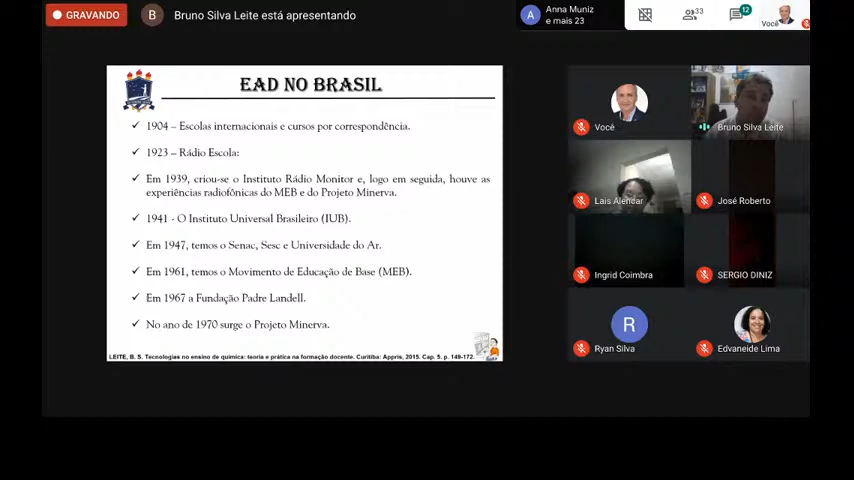 GRAVANDO
B
Bruno Silva Leite está apresentando
A
Anna Muniz
e mais 23
33
12
Você
EAD NO BRASIL
✓ 1904 – Escolas internacionais e cursos por correspondência.
✓ 1923 – Rádio Escola:
✓ Em 1939, criou-se o Instituto Rádio Monitor e, logo em seguida, houve as
experiências radiofônicas do MEB e do Projeto Minerva.
✓ 1941 - O Instituto Universal Brasileiro (IUB).
✓ Em 1947, temos o Senac, Sesc e Universidade do Ar.
✓ Em 1961, temos o Movimento de Educação de Base (MEB).
✓ Em 1967 a Fundação Padre Landell.
✓ No ano de 1970 surge o Projeto Minerva.
LEITE, B. S. Tecnologias no ensino de química: teoria e prática na formação docente. Curitiba: Appris, 2015. Cap. 5. p. 149-172.
Você
Bruno Silva Leite
Lais Alencar
José Roberto
Ingrid Coimbra
SERGIO DINIZ
R
Ryan Silva
Edvaneide Lima